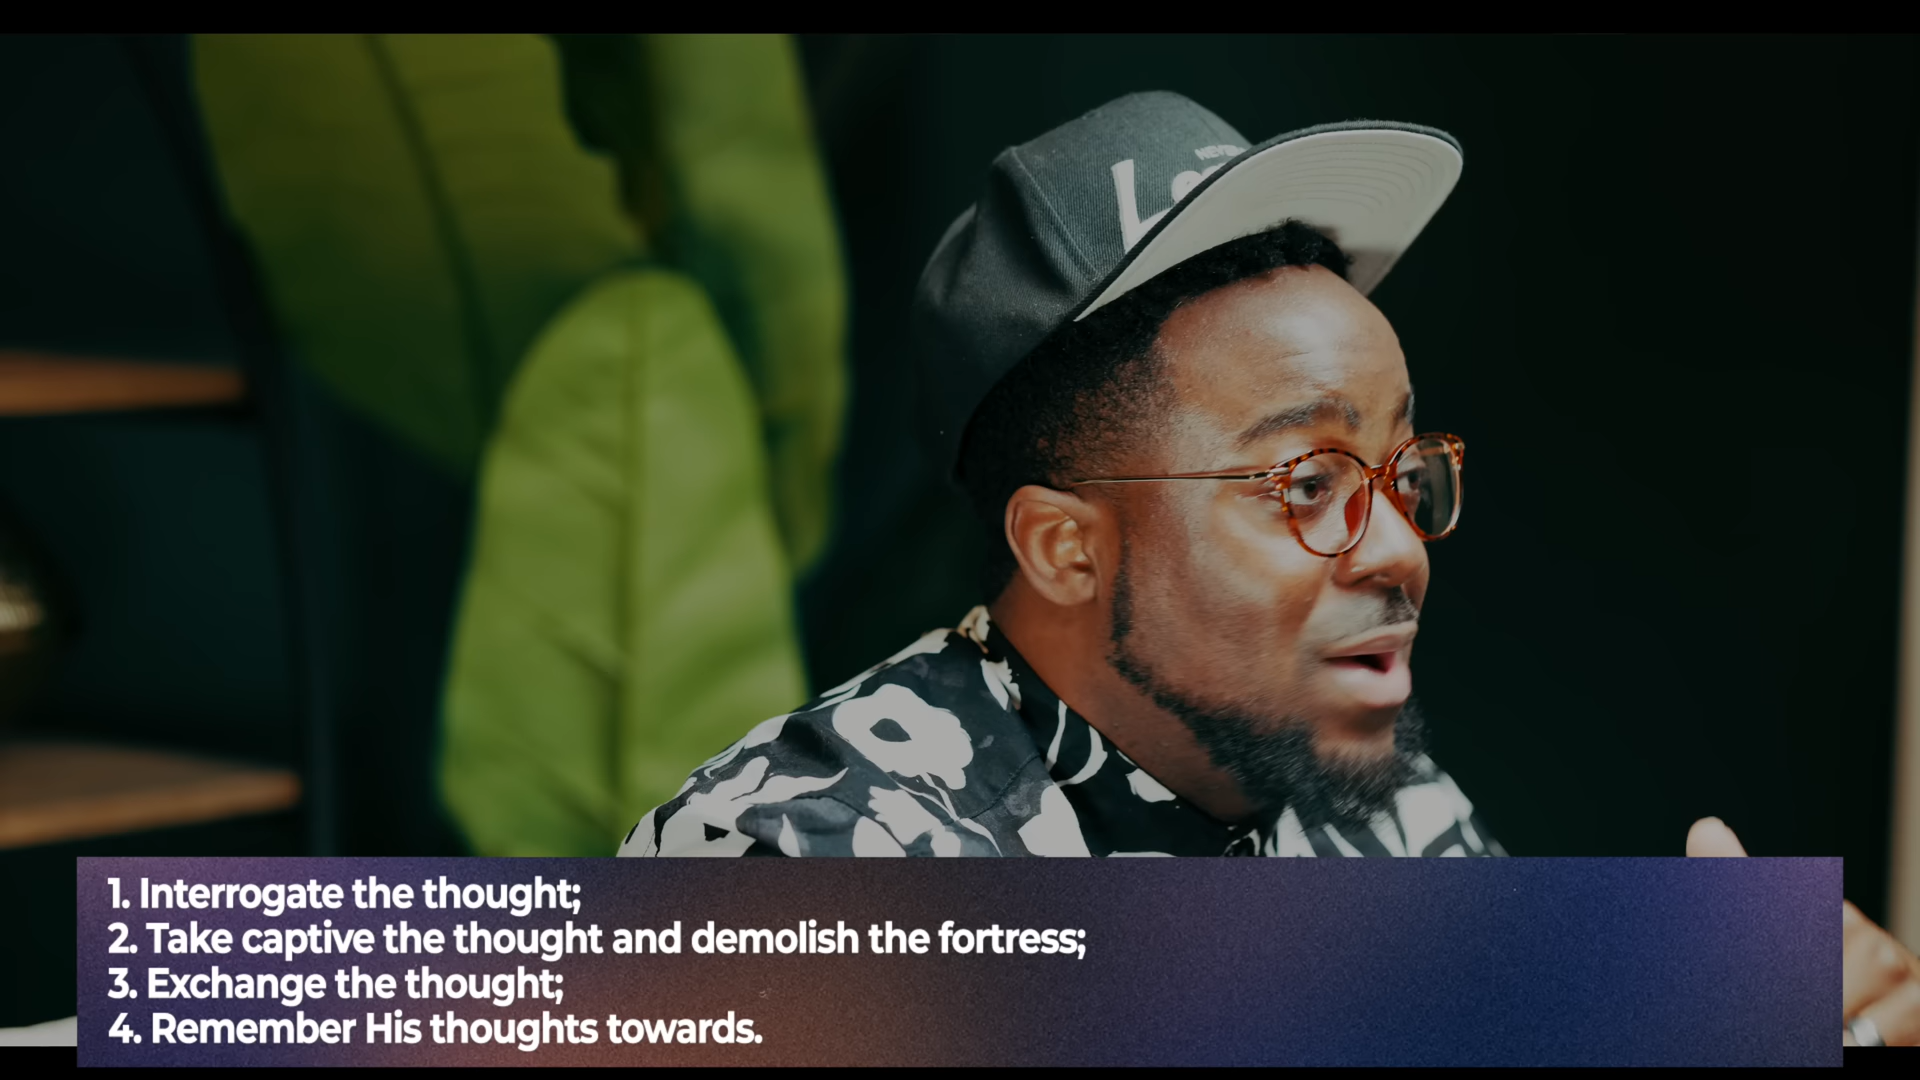 1. Interrogate the thought;
2. Take captive the thought and demolish the fortress;
3. Exchange the thought;
4. Remember His thoughts towards.